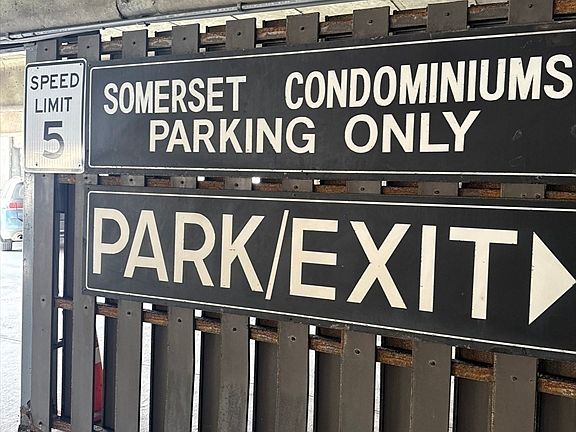 SPEED
LIMIT
5
SOMERSET CONDOMINIUMS
PARKING ONLY
PARK/EXIT